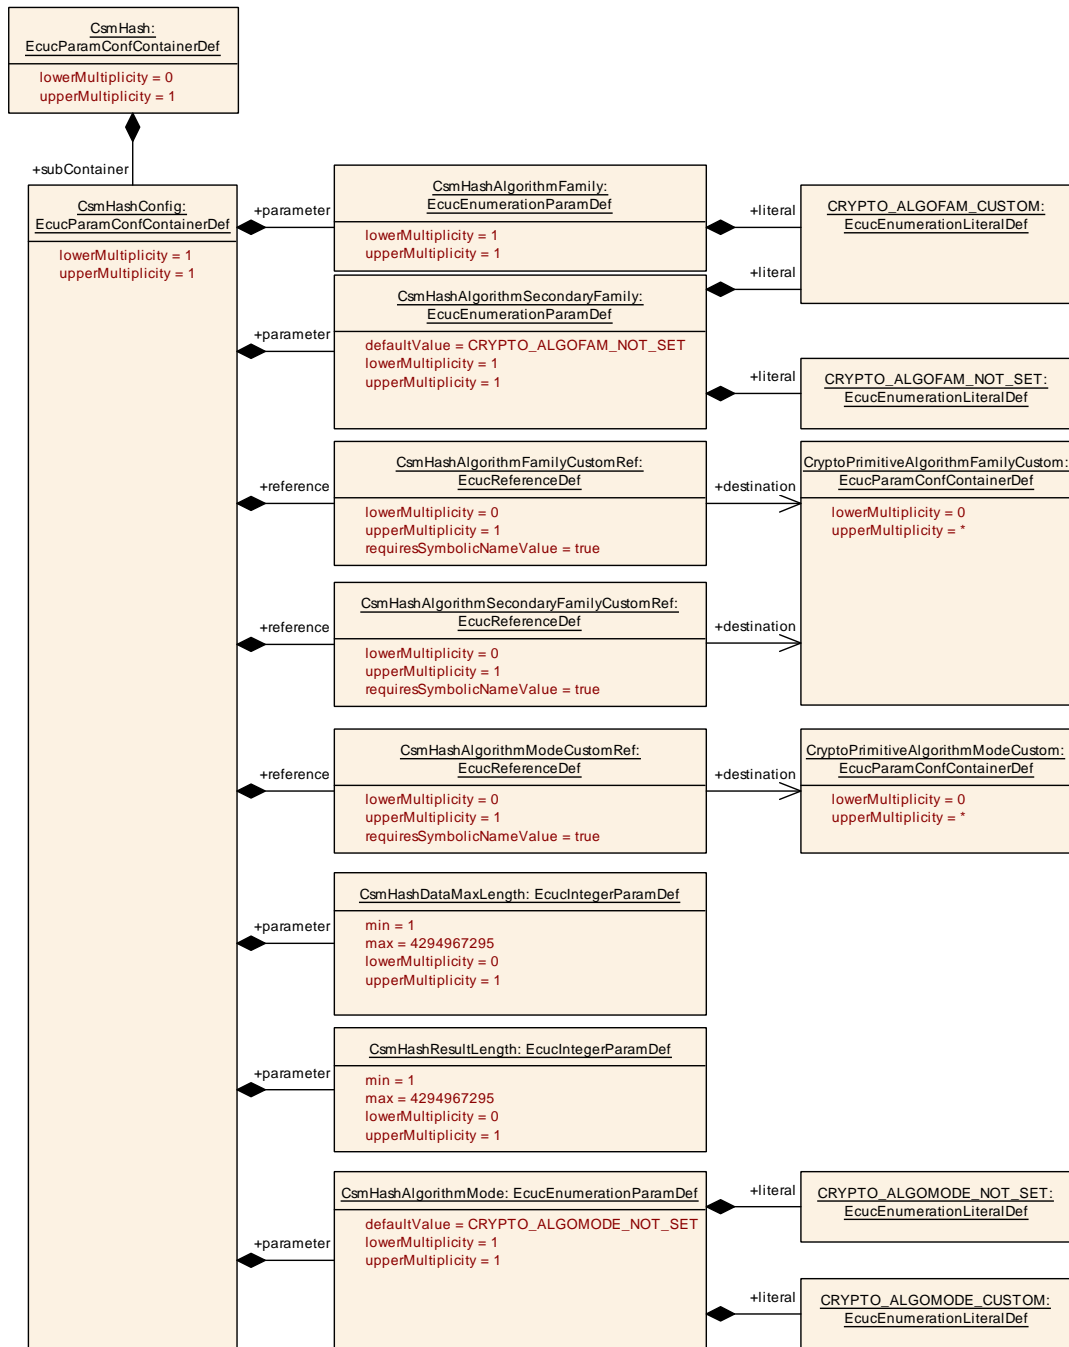 CsmHash:
EcucParamConfContainerDef
lowerMultiplicity = 0
upperMultiplicity = 1
+subContainer
CsmHashConfig:
EcucParamConfContainerDef
lowerMultiplicity = 1
upperMultiplicity = 1
+parameter
CsmHashAlgorithmFamily:
EcucEnumerationParamDef
lowerMultiplicity = 1
upperMultiplicity = 1
+literal
CRYPTO_ALGOFAM_CUSTOM:
EcucEnumerationLiteralDef
+literal
+parameter
CsmHashAlgorithmSecondaryFamily:
EcucEnumerationParamDef
defaultValue = CRYPTO_ALGOFAM_NOT_SET
lowerMultiplicity = 1
upperMultiplicity = 1
+literal
CRYPTO_ALGOFAM_NOT_SET:
EcucEnumerationLiteralDef
+reference
CsmHashAlgorithmFamilyCustomRef:
EcucReferenceDef
lowerMultiplicity = 0
upperMultiplicity = 1
requiresSymbolicNameValue = true
+destination
CryptoPrimitiveAlgorithmFamilyCustom:
EcucParamConfContainerDef
lowerMultiplicity = 0
upperMultiplicity = *
+reference
CsmHashAlgorithmSecondaryFamilyCustomRef:
EcucReferenceDef
lowerMultiplicity = 0
upperMultiplicity = 1
requiresSymbolicNameValue = true
+destination
+reference
CsmHashAlgorithmModeCustomRef:
EcucReferenceDef
lowerMultiplicity = 0
upperMultiplicity = 1
requiresSymbolicNameValue = true
+destination
CryptoPrimitiveAlgorithmModeCustom:
EcucParamConfContainerDef
lowerMultiplicity = 0
upperMultiplicity = *
+parameter
CsmHashDataMaxLength: EcucIntegerParamDef
min = 1
max = 4294967295
lowerMultiplicity = 0
upperMultiplicity = 1
+parameter
CsmHashResultLength: EcucIntegerParamDef
min = 1
max = 4294967295
lowerMultiplicity = 0
upperMultiplicity = 1
+parameter
CsmHashAlgorithmMode: EcucEnumerationParamDef
defaultValue = CRYPTO_ALGOMODE_NOT_SET
lowerMultiplicity = 1
upperMultiplicity = 1
+literal
CRYPTO_ALGOMODE_NOT_SET:
EcucEnumerationLiteralDef
+literal
CRYPTO_ALGOMODE_CUSTOM:
EcucEnumerationLiteralDef